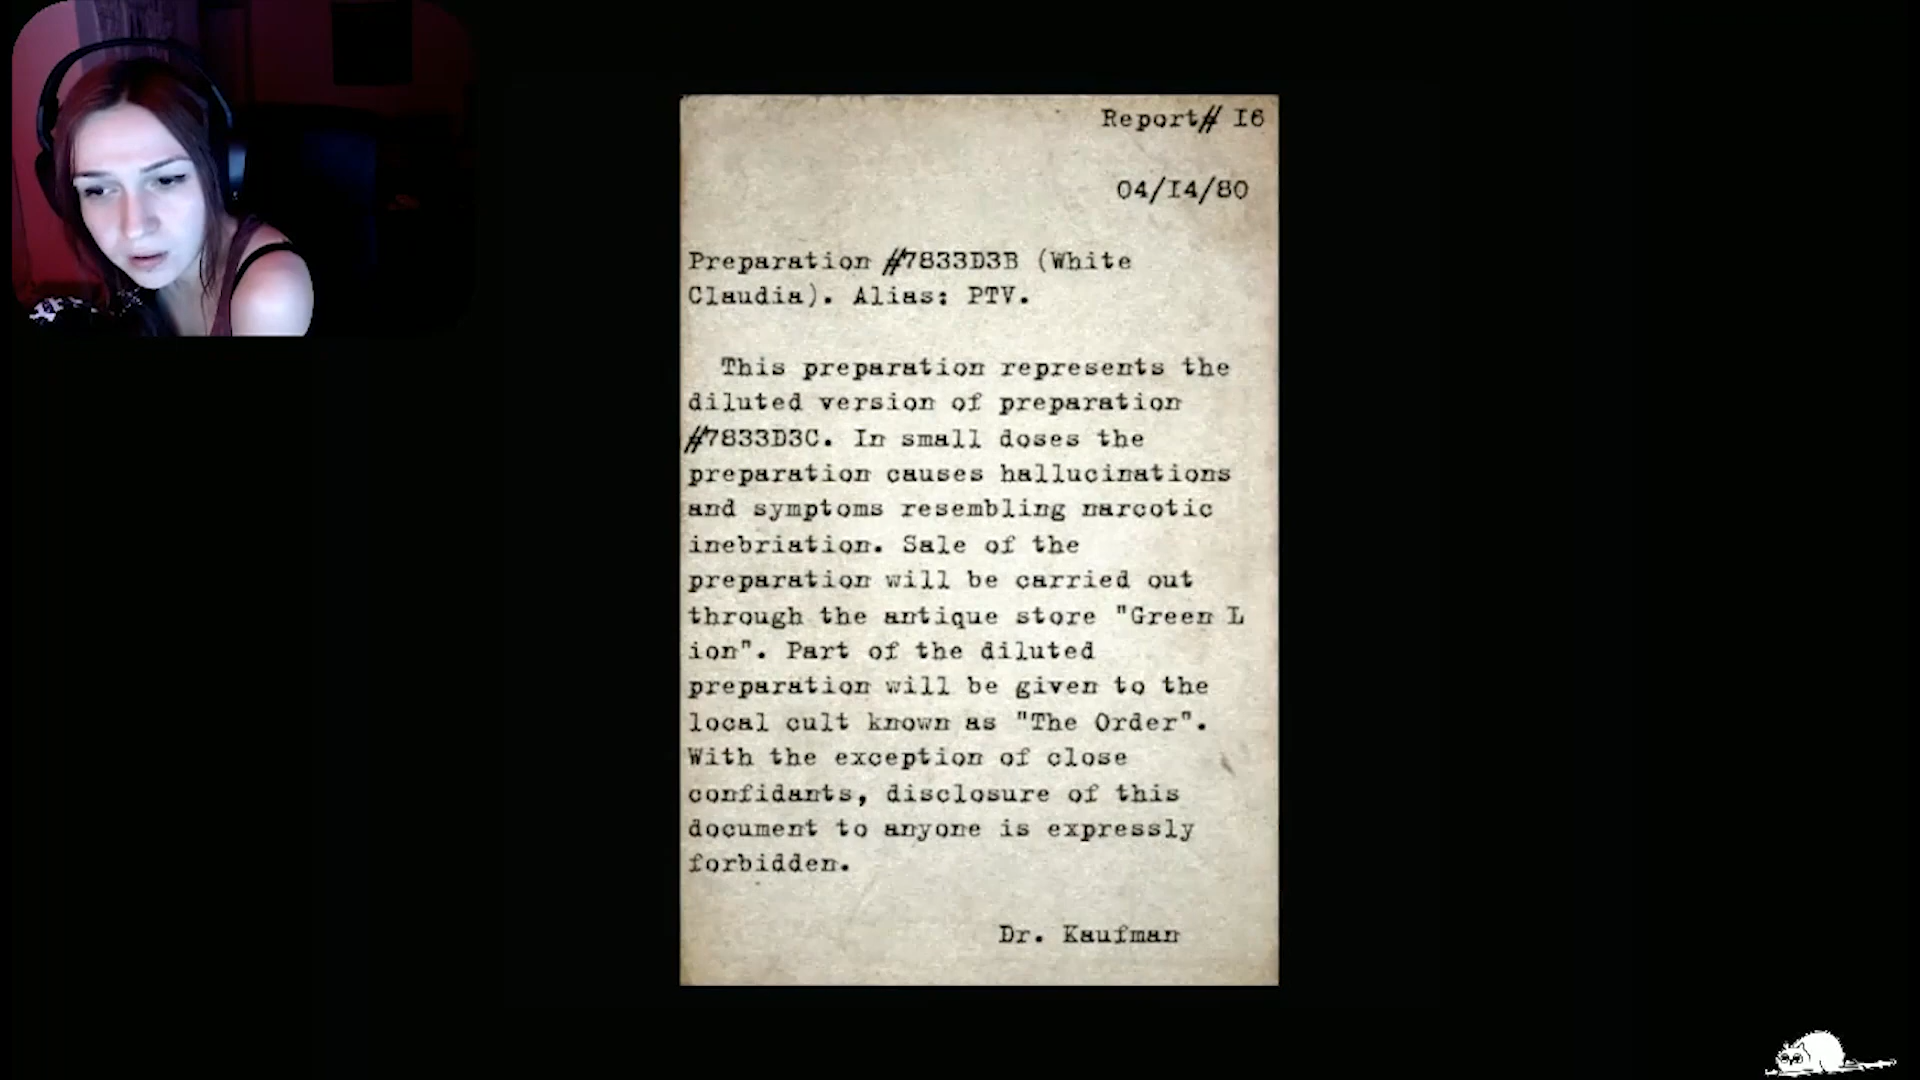 Report# I6
04/I4/80
Preparation #7833D3B (White
Claudia). Alias: PTV.
This preparation represents the
diluted version of preparation
#7833D3C. In small doses the
preparation causes hallucinations
and symptoms resembling narcotic
inebriation. Sale of the
preparation will be carried out
through the antique store "Green L
ion". Part of the diluted
preparation will be given to the
local cult known as "The Order".
With the exception of close
confidants, disclosure of this
document to anyone is expressly
forbidden.
Dr. Kaufman